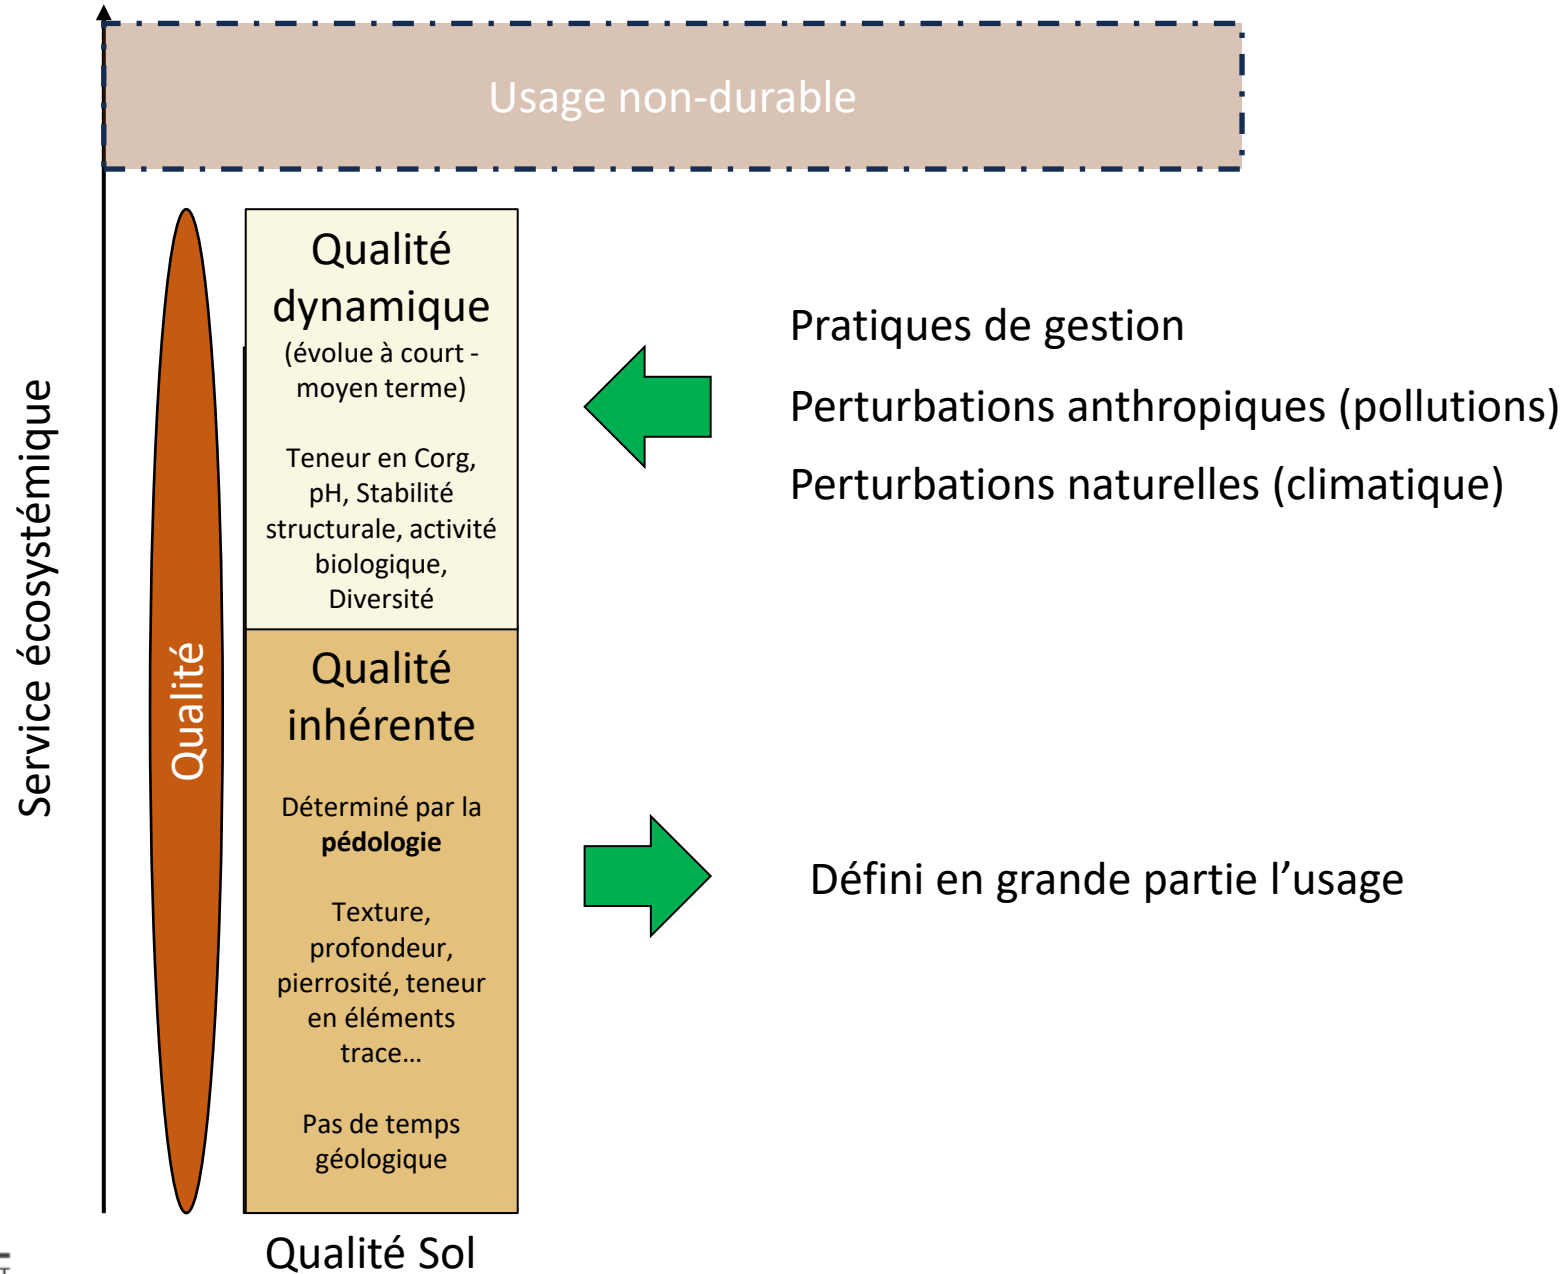 Usage non-durable
Service écosystémique
Qualité
Qualité
dynamique
(évolue à court -
moyen terme)
Teneur en Corg,
pH, Stabilité
structurale, activité
biologique,
Diversité
Pratiques de gestion
Perturbations anthropiques (pollutions)
Perturbations naturelles (climatique)
Qualité
inhérente
Déterminé par la
pédologie
Texture,
profondeur,
pierrosité, teneur
en éléments
trace…
Pas de temps
géologique
Défini en grande partie l’usage
Qualité Sol